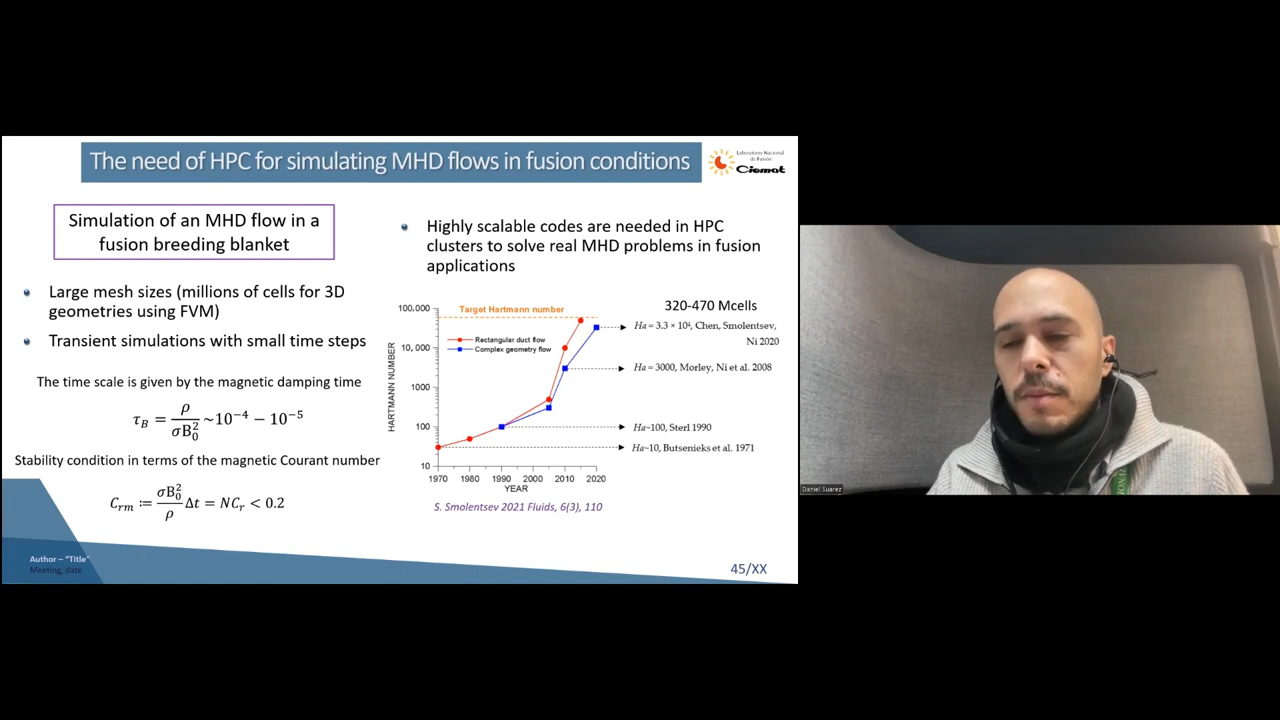 The need of HPC for simulating MHD flows in fusion conditions
Laboratorio Nacional
de Fusión
Ciemat
Simulation of an MHD flow in a
fusion breeding blanket
Large mesh sizes (millions of cells for 3D
geometries using FVM)
Transient simulations with small time steps
The time scale is given by the magnetic damping time
τ_B = ρ / σB₀² ~10⁻⁴ − 10⁻⁵
Stability condition in terms of the magnetic Courant number
C_rm ≔ σB₀² / ρ Δt = NC_r < 0.2
Highly scalable codes are needed in HPC
clusters to solve real MHD problems in fusion
applications
320-470 Mcells
Target Hartmann number
Rectangular duct flow
Complex geometry flow
HARTMANN NUMBER
100,000
10,000
1000
100
10
1970 1980 1990 2000 2010 2020
YEAR
Ha = 3.3 × 10⁴, Chen, Smolentsev,
Ni 2020
Ha = 3000, Morley, Ni et al. 2008
Ha~100, Sterl 1990
Ha~10, Butsenieks et al. 1971
S. Smolentsev 2021 Fluids, 6(3), 110
Author – “Title”
Meeting, date
45/XX
Daniel Suarez